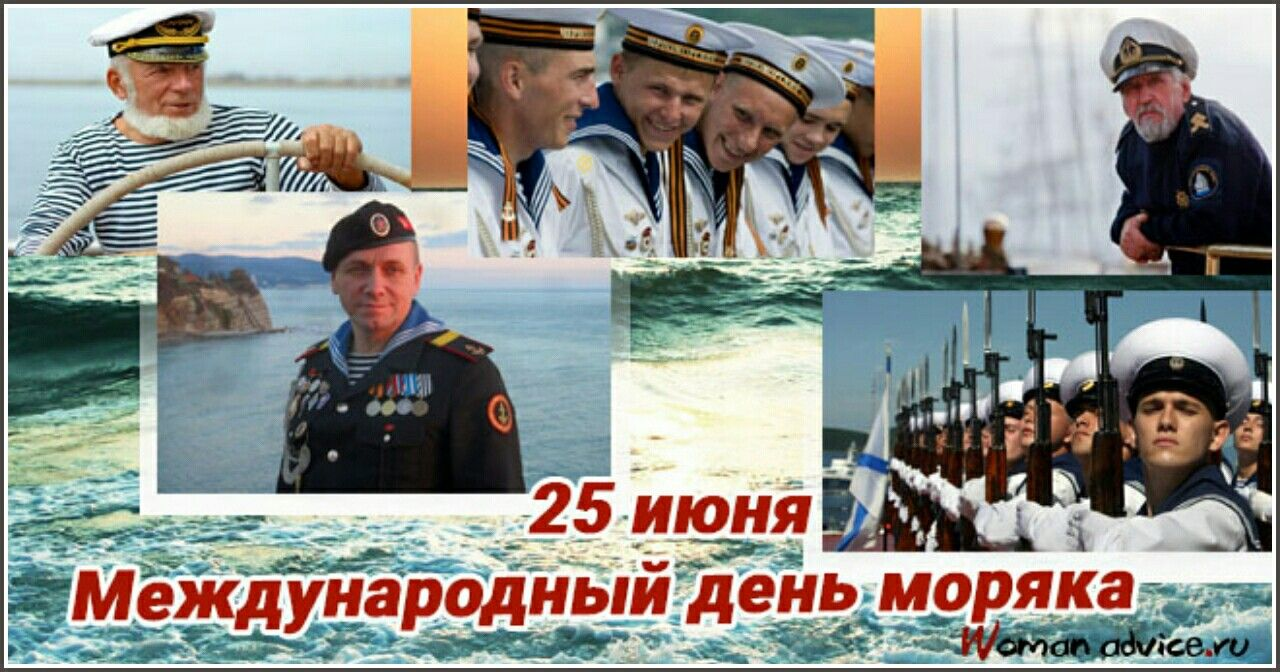 25 июня
Международный день моряка
Woman advice.ru